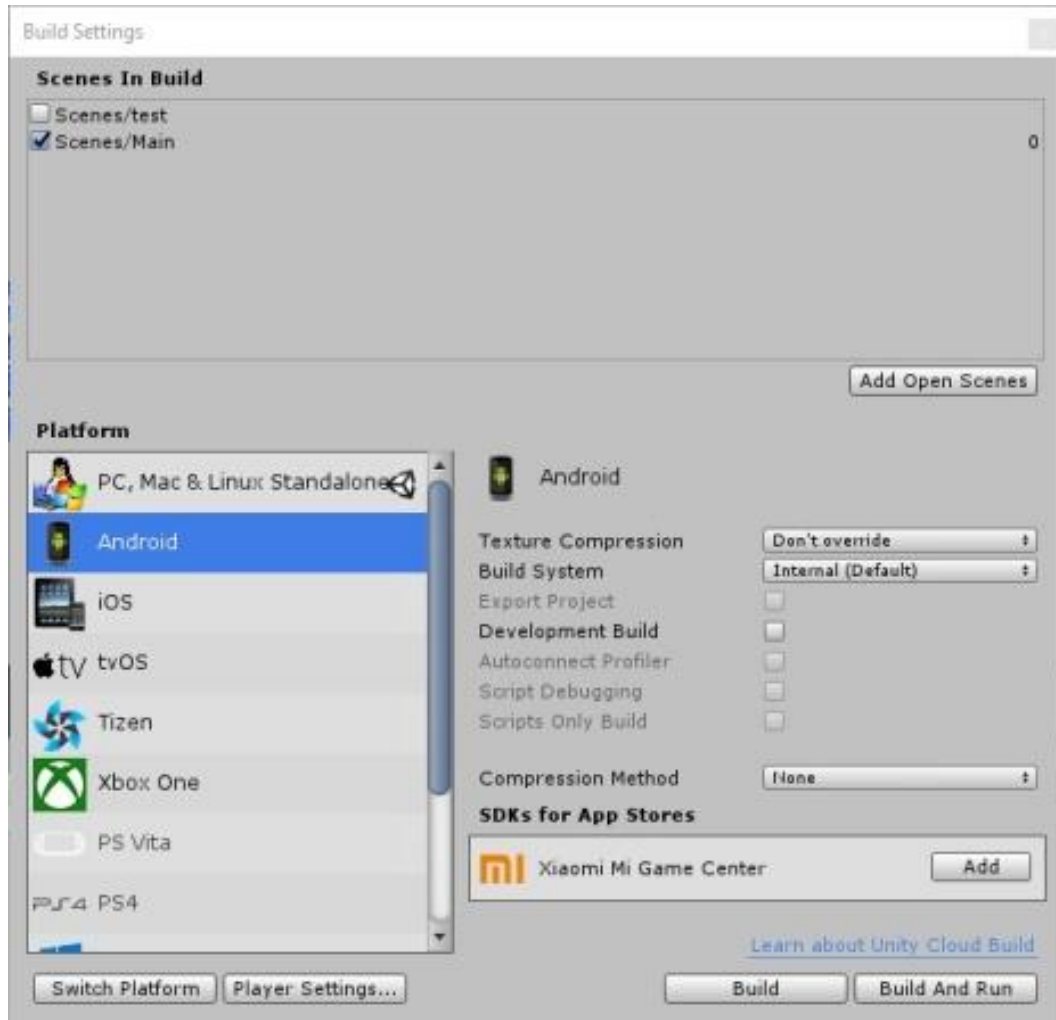 Build Settings
Scenes In Build
Scenes/test
Scenes/Main 0
Add Open Scenes
Platform
PC, Mac & Linux Standalone
Android
iOS
tv tvOS
Tizen
Xbox One
PS Vita
PS4 PS4
Switch Platform
Player Settings...
Android
Texture Compression Don't override
Build System Internal (Default)
Export Project
Development Build
Autoconnect Profiler
Script Debugging
Scripts Only Build
Compression Method None
SDKs for App Stores
mi Xiaomi Mi Game Center Add
Learn about Unity Cloud Build
Build
Build And Run